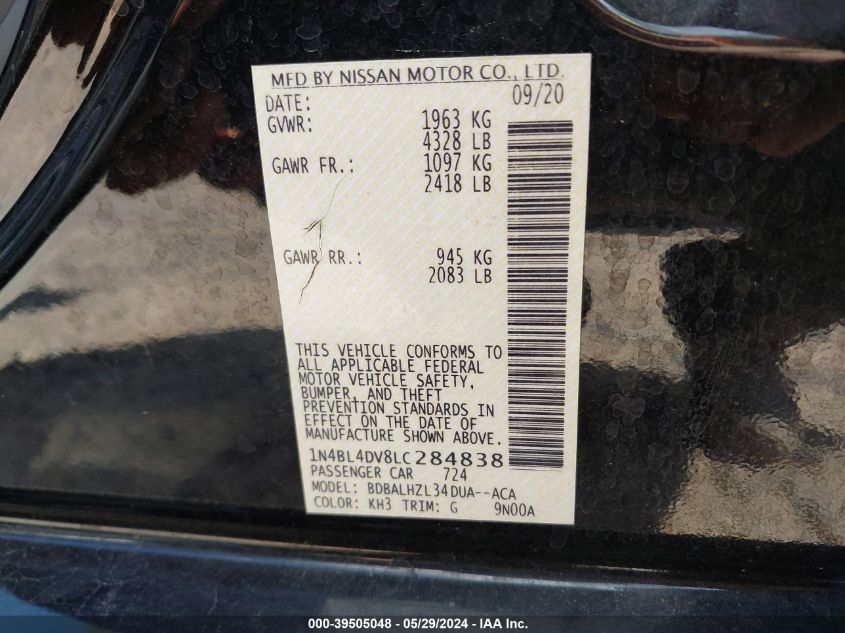 MFD BY NISSAN MOTOR CO., LTD.
DATE: 09/20
GVWR: 1963 KG
4328 LB
GAWR FR.: 1097 KG
2418 LB
GAWR RR.: 945 KG
2083 LB
THIS VEHICLE CONFORMS TO
ALL APPLICABLE FEDERAL
MOTOR VEHICLE SAFETY,
BUMPER, AND THEFT
PREVENTION STANDARDS IN
EFFECT ON THE DATE OF
MANUFACTURE SHOWN ABOVE.
1N4BL4DV8LC284838
PASSENGER CAR 724
MODEL: BDBALHZL34DUA--ACA
COLOR: KH3 TRIM: G 9N00A
000-39505048 - 05/29/2024 - IAA Inc.